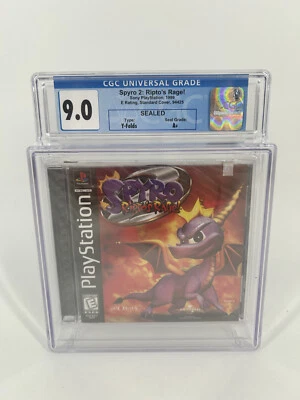 CGC UNIVERSAL GRADE
9.0
Spyro 2: Ripto's Rage!
Sony PlayStation, 1999
E Rating, Standard Cover, 94425
SEALED
Type: Seal Grade:
Y-Folds A+
PlayStation
SPYRO
RIPTO'S RAGE!
E